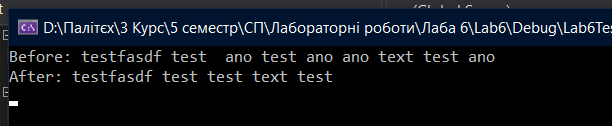 D:\Палітєх\3 Курс\5 семестр\СП\Лабораторні роботи\Лаба 6\Lab6\Debug\Lab6Te
Before: testfasdf test  ano test ano ano text test ano
After: testfasdf test test text test